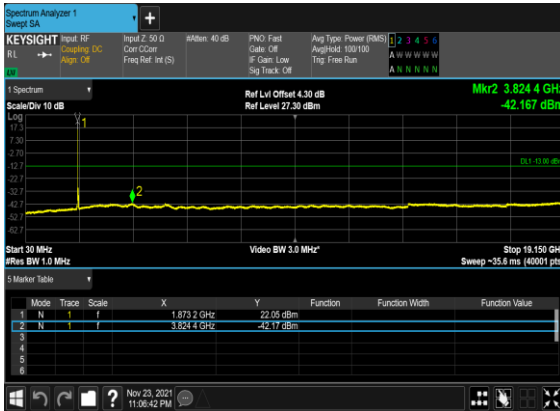 Spectrum Analyzer 1
Swept SA
+
KEYSIGHT Input: RF Input Z: 50 Ω #Atten: 40 dB PNO: Fast Avg Type: Power (RMS) 1 2 3 4 5 6
RL Coupling: DC Corr CCorr Gate: Off Avg|Hold: 100/100 A W W W W W
Align: Off Freq Ref: Int (S) IF Gain: Low Trig: Free Run
LXI Sig Track: Off A N N N N N
1 Spectrum Ref Lvl Offset 4.30 dB Mkr2 3.824 4 GHz
Scale/Div 10 dB Ref Level 27.30 dBm -42.167 dBm
Log
17.3
7.30
-2.70
-12.7
-22.7
-32.7
-42.7
-52.7
-62.7
1
2
DL1 -13.00 dBm
Start 30 MHz Video BW 3.0 MHz* Stop 19.150 GHz
#Res BW 1.0 MHz Sweep ~35.6 ms (40001 pts)
5 Marker Table
Mode Trace Scale X Y Function Function Width Function Value
1 N 1 f 1.873 2 GHz 22.05 dBm
2 N 1 f 3.824 4 GHz -42.17 dBm
3
4
5
6
? Nov 23, 2021
11:06:42 PM